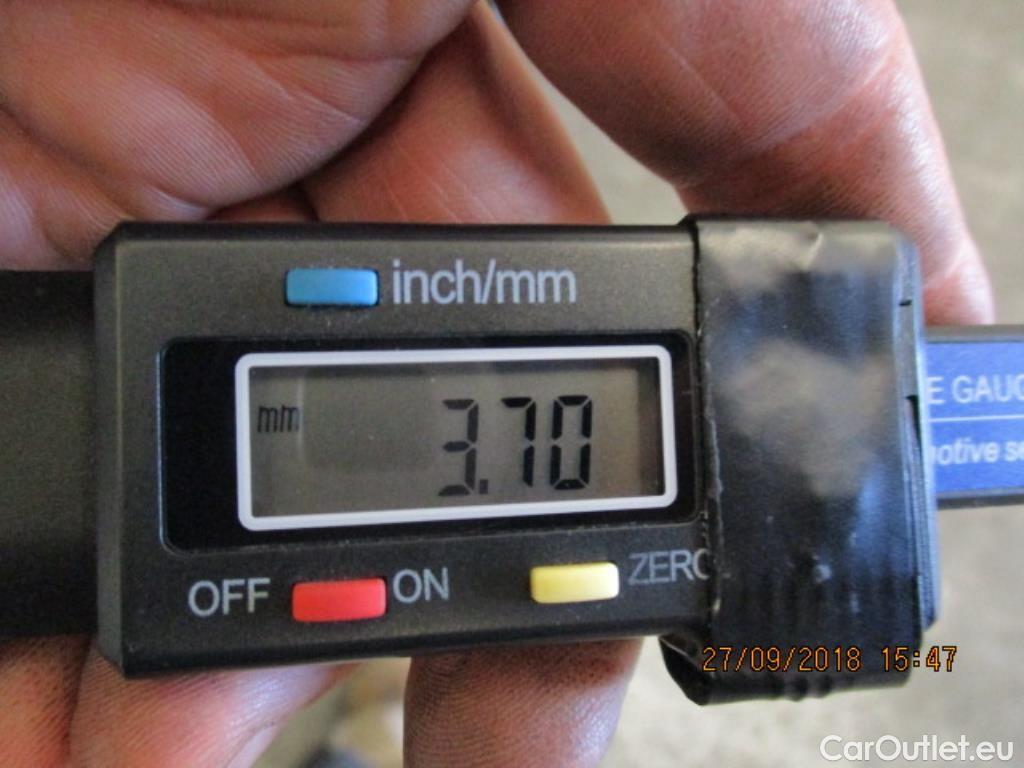 inch/mm
mm 3.70
OFF ON ZERO
E GAUG
otive se
27/09/2018 15:47
CarOutlet.eu